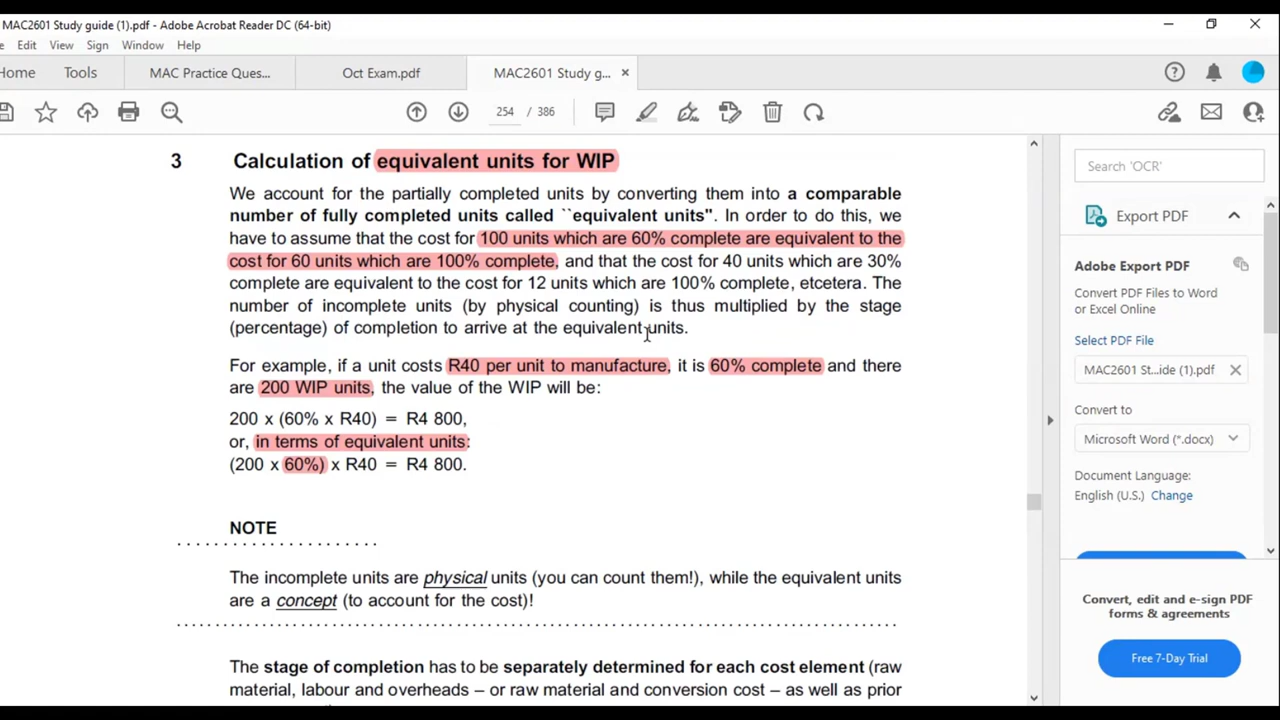 MAC2601 Study guide (1).pdf - Adobe Acrobat Reader DC (64-bit)
Edit View Sign Window Help
Home Tools MAC Practice Ques... Oct Exam.pdf MAC2601 Study g... ×
254 / 386
3 Calculation of equivalent units for WIP
We account for the partially completed units by converting them into a comparable
number of fully completed units called ``equivalent units". In order to do this, we
have to assume that the cost for 100 units which are 60% complete are equivalent to the
cost for 60 units which are 100% complete, and that the cost for 40 units which are 30%
complete are equivalent to the cost for 12 units which are 100% complete, etcetera. The
number of incomplete units (by physical counting) is thus multiplied by the stage
(percentage) of completion to arrive at the equivalent units.
For example, if a unit costs R40 per unit to manufacture, it is 60% complete and there
are 200 WIP units, the value of the WIP will be:
200 x (60% x R40) = R4 800,
or, in terms of equivalent units:
(200 x 60%) x R40 = R4 800.
NOTE
The incomplete units are physical units (you can count them!), while the equivalent units
are a concept (to account for the cost)!
The stage of completion has to be separately determined for each cost element (raw
material, labour and overheads – or raw material and conversion cost – as well as prior
Search 'OCR'
Export PDF
Adobe Export PDF
Convert PDF Files to Word
or Excel Online
Select PDF File
MAC2601 St...ide (1).pdf
Convert to
Microsoft Word (*.docx)
Document Language:
English (U.S.) Change
Convert, edit and e-sign PDF
forms & agreements
Free 7-Day Trial